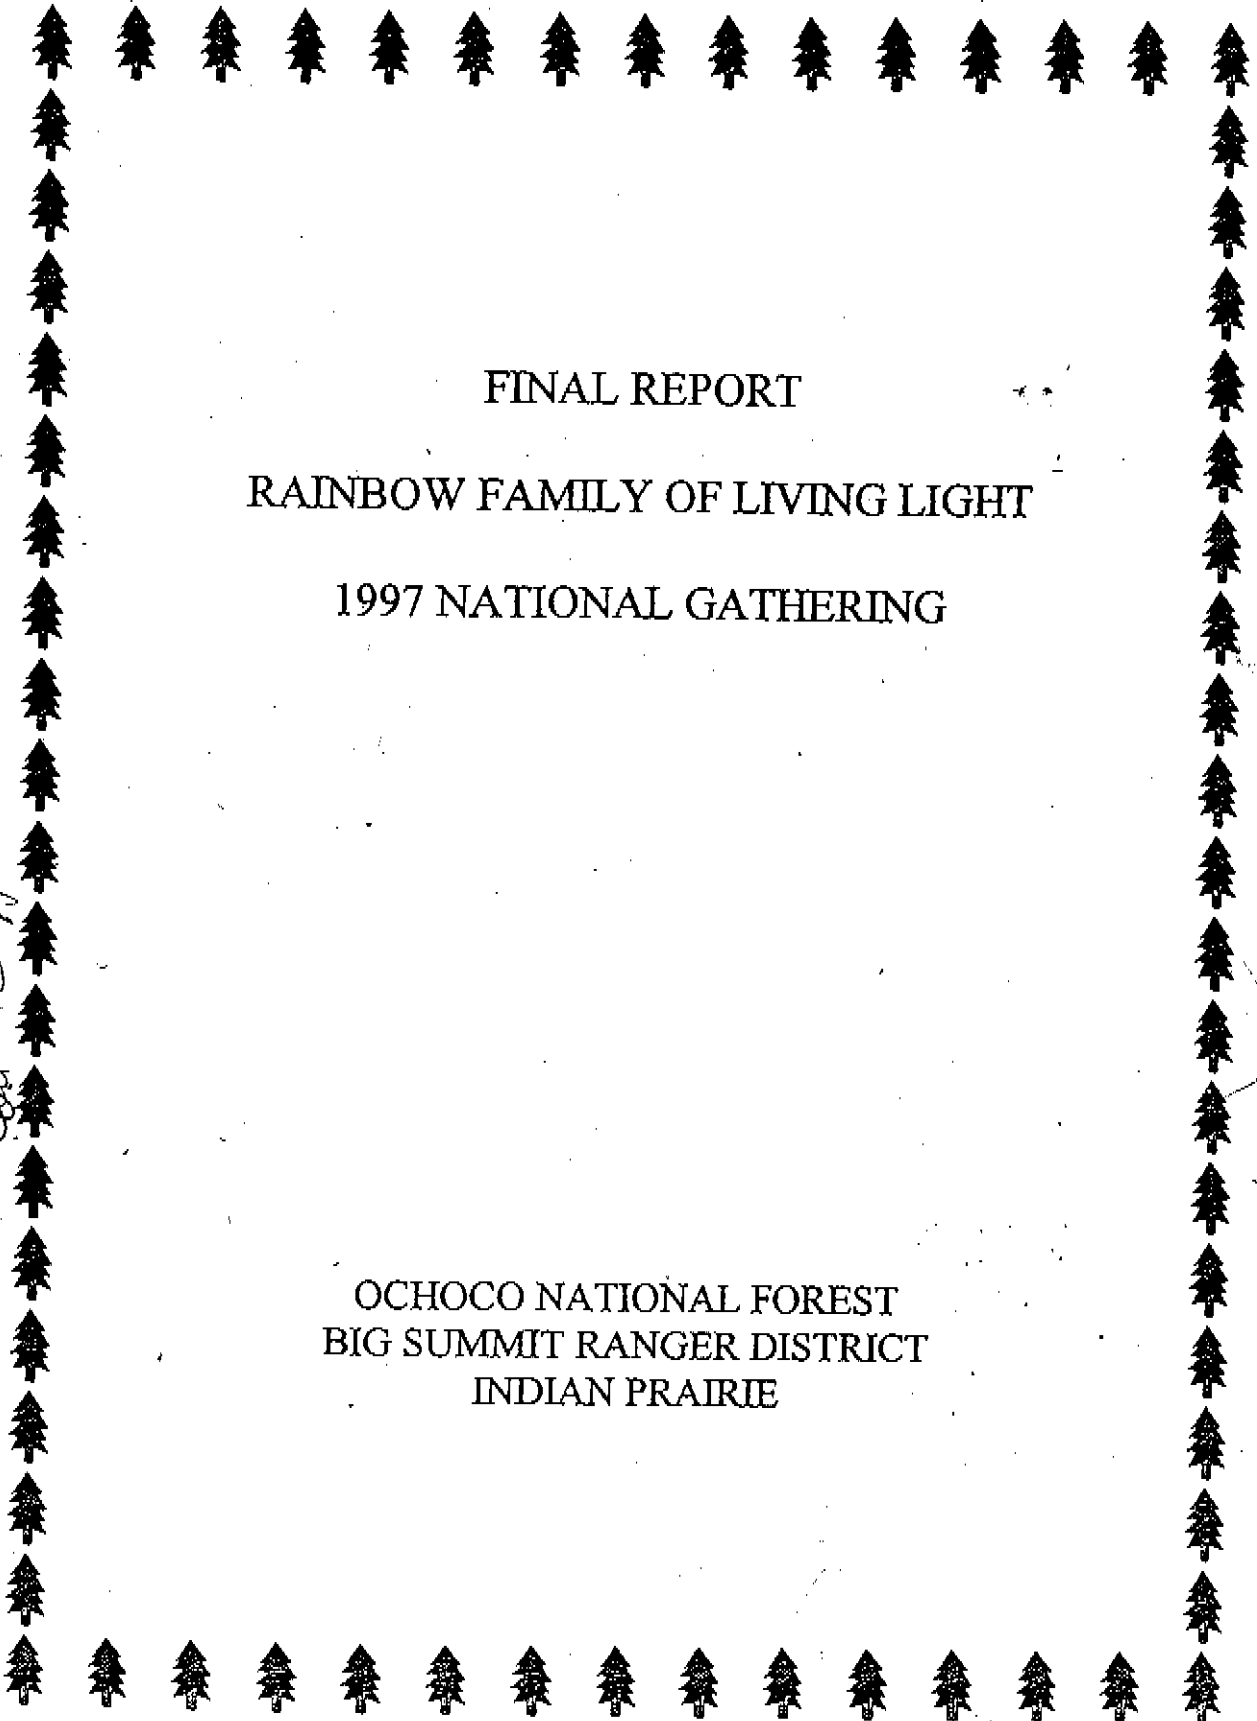 FINAL REPORT
RAINBOW FAMILY OF LIVING LIGHT
1997 NATIONAL GATHERING
OCHOCO NATIONAL FOREST
BIG SUMMIT RANGER DISTRICT
INDIAN PRAIRIE